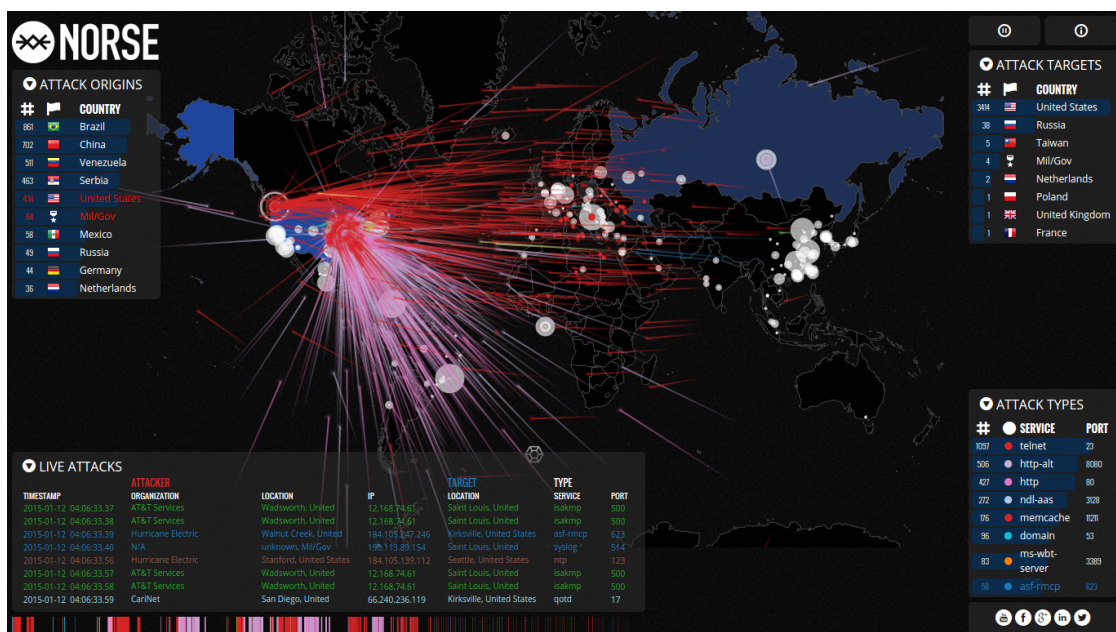 NORSE
ATTACK ORIGINS
# COUNTRY
861 Brazil
702 China
511 Venezuela
463 Serbia
434 United States
64 Mil/Gov
58 Mexico
49 Russia
44 Germany
36 Netherlands
ATTACK TARGETS
# COUNTRY
3414 United States
38 Russia
5 Taiwan
4 Mil/Gov
2 Netherlands
1 Poland
1 United Kingdom
1 France
LIVE ATTACKS
ATTACKER TARGET TYPE
TIMESTAMP ORGANIZATION LOCATION IP LOCATION SERVICE PORT
2015-01-12 04:06:33.37 AT&T Services Wadsworth, United 12.168.74.61 Saint Louis, United isakmp 500
2015-01-12 04:06:33.38 AT&T Services Wadsworth, United 12.168.74.61 Saint Louis, United isakmp 500
2015-01-12 04:06:33.39 Hurricane Electric Walnut Creek, United 184.105.247.246 Kirksville, United States asf-rmcp 623
2015-01-12 04:06:33.40 N/A unknown, Mil/Gov Saint Louis, United syslog 514
2015-01-12 04:06:33.56 Hurricane Electric Stanford, United States 184.105.139.112 Seattle, United States ntp 123
2015-01-12 04:06:33.57 AT&T Services Wadsworth, United 12.168.74.61 Saint Louis, United isakmp 500
2015-01-12 04:06:33.58 AT&T Services Wadsworth, United 12.168.74.61 Saint Louis, United isakmp 500
2015-01-12 04:06:33.59 CariNet San Diego, United 66.240.236.119 Kirksville, United States qotd 17
ATTACK TYPES
# SERVICE PORT
1097 telnet 23
506 http-alt 8080
427 http 80
272 ndl-aas 3128
176 memcache 11211
96 domain 53
83 ms-wbt-server 3389
58 asf-rmcp 623